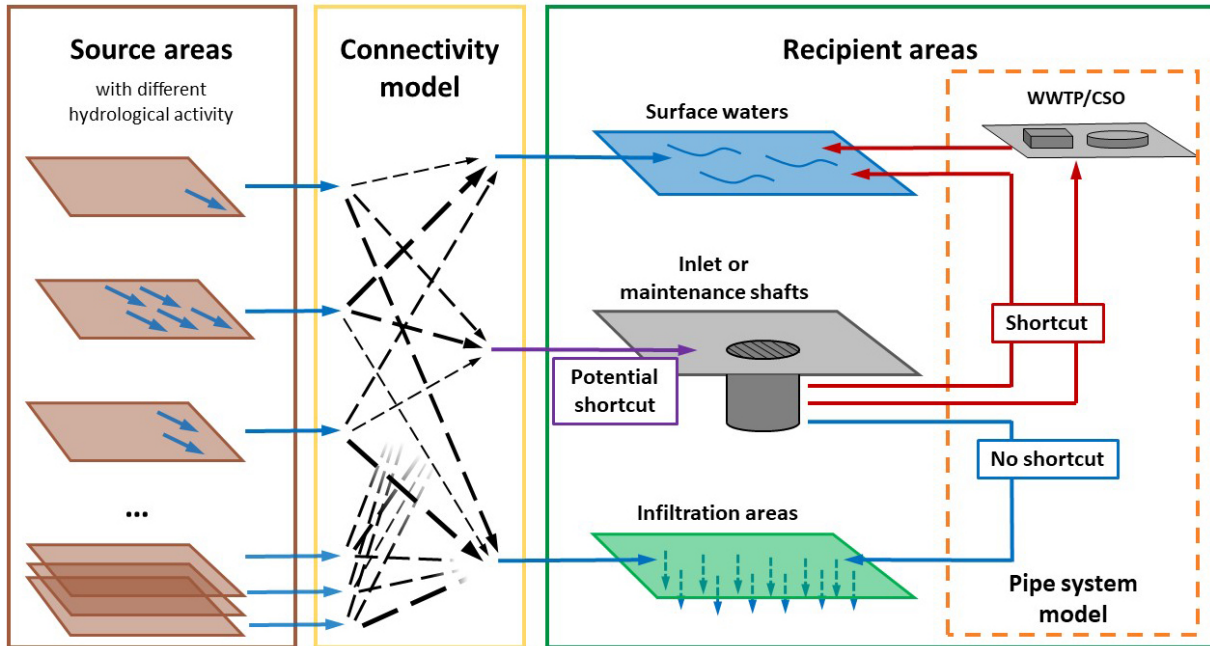 Source areas
with different
hydrological activity
...
Connectivity
model
Recipient areas
Surface waters
WWTP/CSO
Inlet or
maintenance shafts
Potential
shortcut
Shortcut
No shortcut
Infiltration areas
Pipe system
model